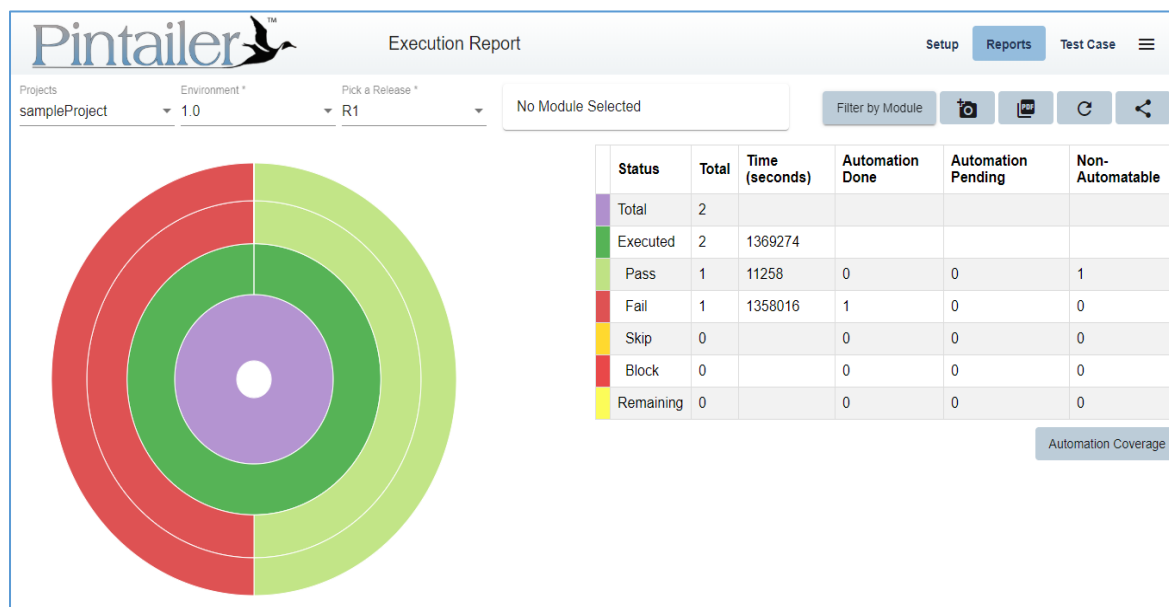 Pintailer™
Execution Report
Setup Reports Test Case
Projects Environment * Pick a Release *
sampleProject 1.0 R1 No Module Selected Filter by Module PDF
Status Total Time (seconds) Automation Done Automation Pending Non-Automatable
Total 2
Executed 2 1369274
Pass 1 11258 0 0 1
Fail 1 1358016 1 0 0
Skip 0 0 0 0
Block 0 0 0 0
Remaining 0 0 0 0
Automation Coverage